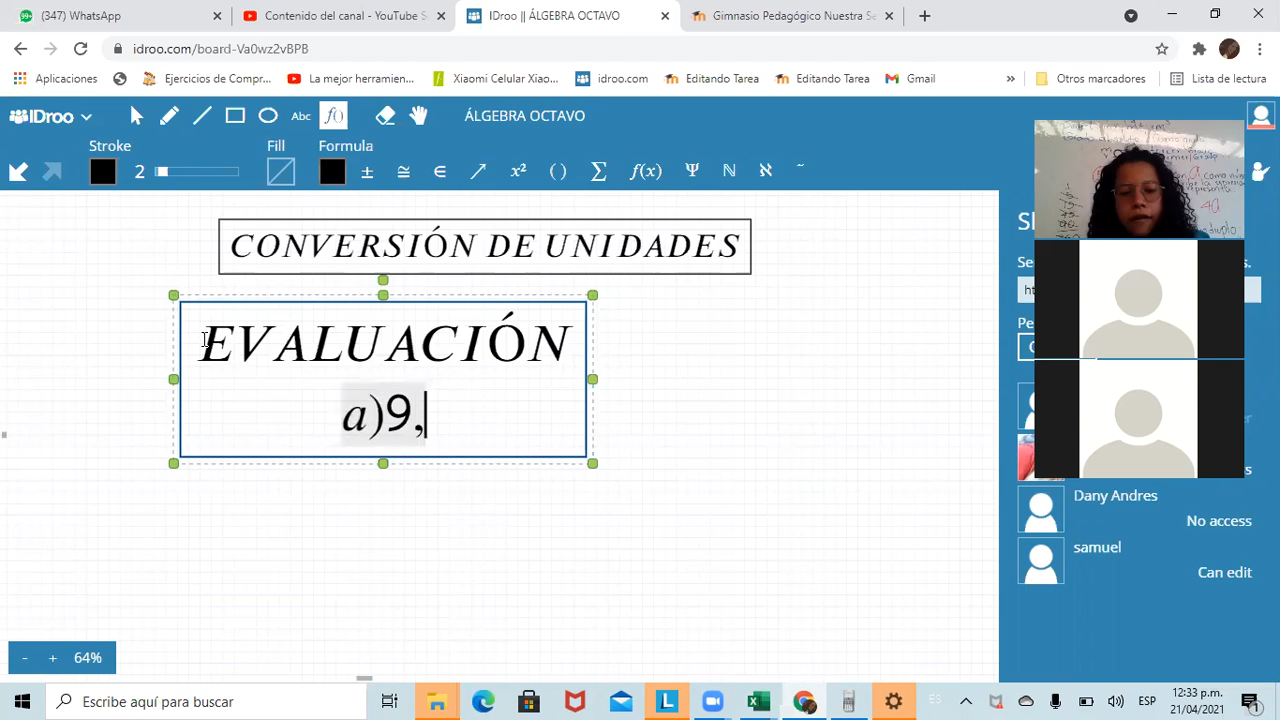 (347) WhatsApp
Contenido del canal - YouTube S
IDroo || ÁLGEBRA OCTAVO
Gimnasio Pedagógico Nuestra Se
idroo.com/board-Va0wz2vBPB
Aplicaciones
Ejercicios de Compr...
La mejor herramien...
Xiaomi Celular Xiao...
idroo.com
Editando Tarea
Editando Tarea
Gmail
»
Otros marcadores
Lista de lectura
IDroo
Abc
f()
ÁLGEBRA OCTAVO
Stroke
Fill
Formula
2
± ≅ ∈ x² ( ) ∑ f(x) Ψ ℕ ℵ
CONVERSIÓN DE UNIDADES
EVALUACIÓN
a)9,
Dany Andres
No access
samuel
Can edit
- + 64%
Escribe aquí para buscar
ES
ESP
12:33 p.m.
21/04/2021